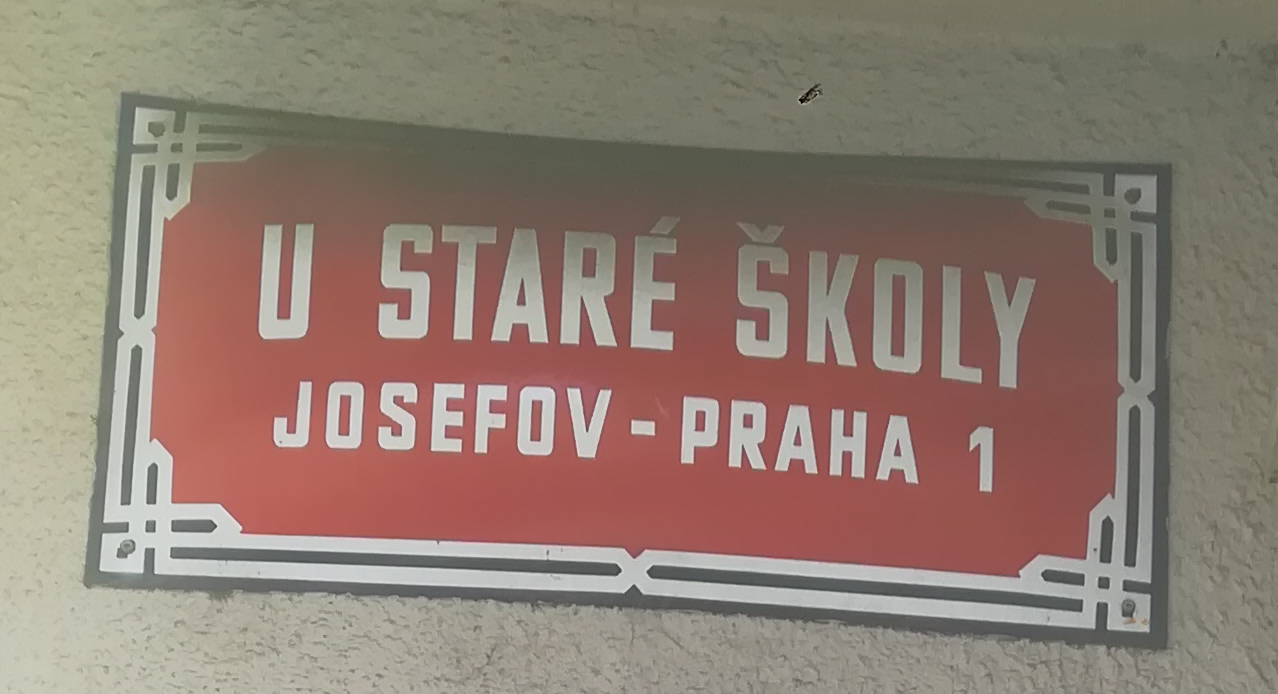 U STARÉ ŠKOLY
JOSEFOV - PRAHA 1